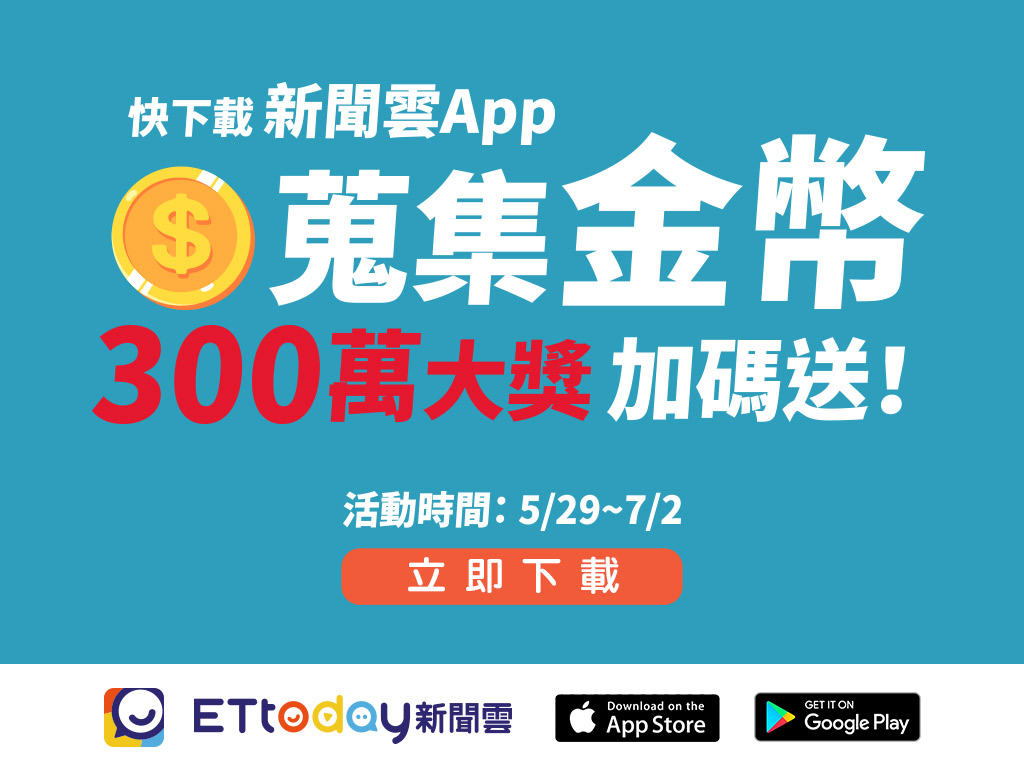 快下載 新聞雲App
$ 蒐集金幣
300萬大獎 加碼送！
活動時間：5/29~7/2
立即下載
ETtoday新聞雲
Download on the
App Store
GET IT ON
Google Play